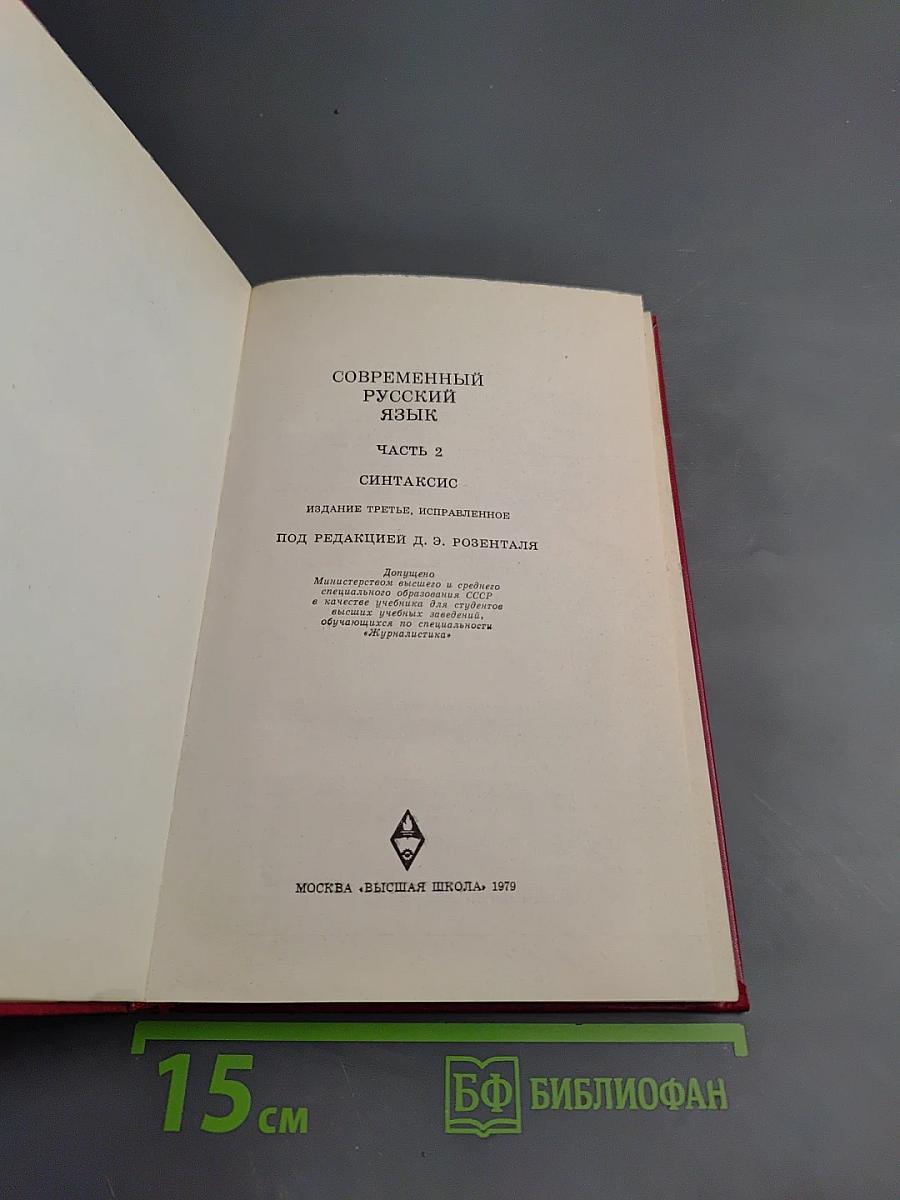 СОВРЕМЕННЫЙ
РУССКИЙ
ЯЗЫК
ЧАСТЬ 2
СИНТАКСИС
ИЗДАНИЕ ТРЕТЬЕ, ИСПРАВЛЕННОЕ
ПОД РЕДАКЦИЕЙ Д. Э. РОЗЕНТАЛЯ
Допущено
Министерством высшего и среднего
специального образования СССР
в качестве учебника для студентов
высших учебных заведений,
обучающихся по специальности
«Журналистика»
МОСКВА «ВЫСШАЯ ШКОЛА» 1979
15 см
БФ БИБЛИОФАН